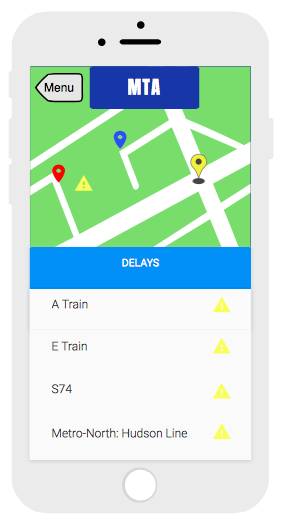 Menu
MTA
DELAYS
A Train
E Train
S74
Metro-North: Hudson Line